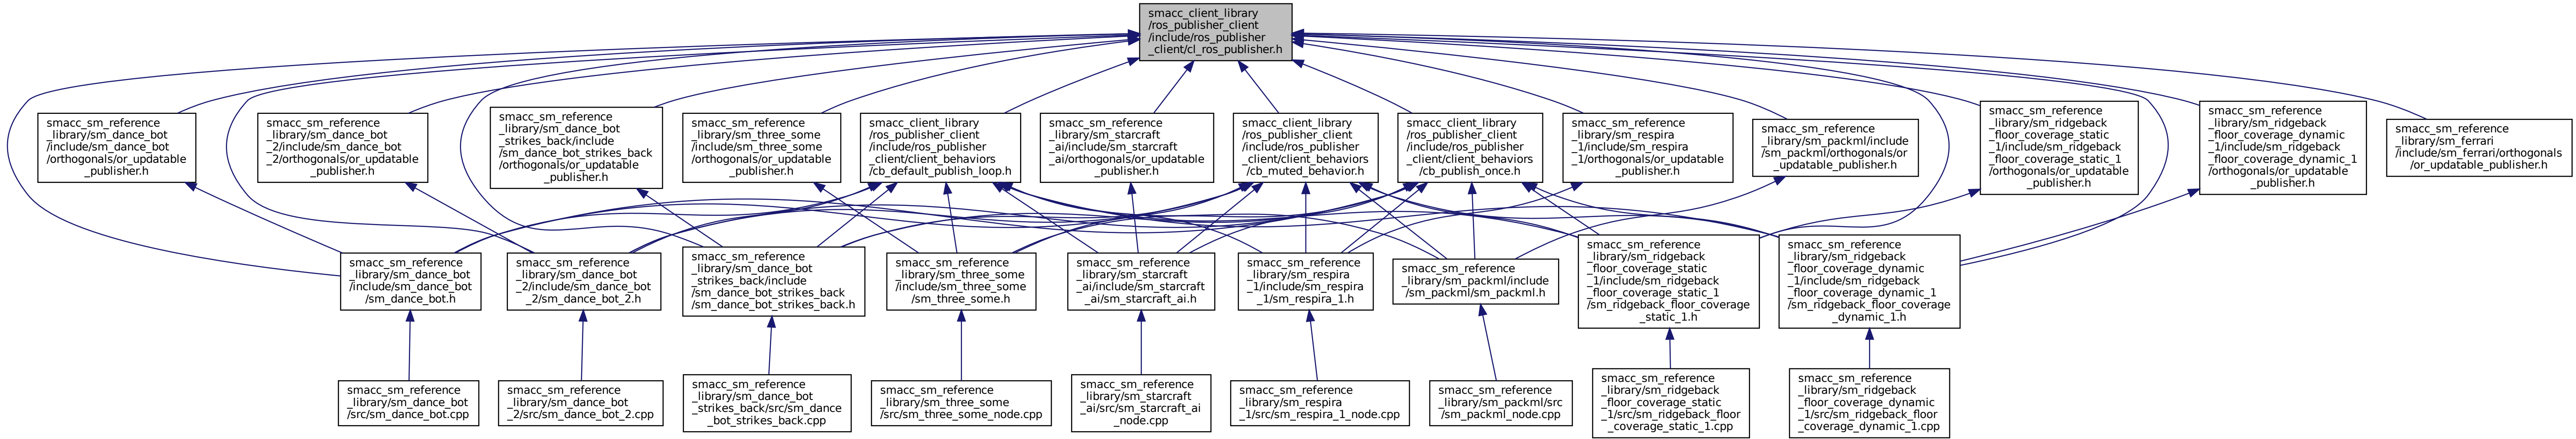 smacc_client_library
/ros_publisher_client
/include/ros_publisher
_client/cl_ros_publisher.h
smacc_sm_reference
_library/sm_dance_bot
/include/sm_dance_bot
/orthogonals/or_updatable
_publisher.h
smacc_sm_reference
_library/sm_dance_bot
_2/include/sm_dance_bot
_2/orthogonals/or_updatable
_publisher.h
smacc_sm_reference
_library/sm_dance_bot
_strikes_back/include
/sm_dance_bot_strikes_back
/orthogonals/or_updatable
_publisher.h
smacc_sm_reference
_library/sm_three_some
/include/sm_three_some
/orthogonals/or_updatable
_publisher.h
smacc_client_library
/ros_publisher_client
/include/ros_publisher
_client/client_behaviors
/cb_default_publish_loop.h
smacc_sm_reference
_library/sm_starcraft
_ai/include/sm_starcraft
_ai/orthogonals/or_updatable
_publisher.h
smacc_client_library
/ros_publisher_client
/include/ros_publisher
_client/client_behaviors
/cb_muted_behavior.h
smacc_client_library
/ros_publisher_client
/include/ros_publisher
_client/client_behaviors
/cb_publish_once.h
smacc_sm_reference
_library/sm_respira
_1/include/sm_respira
_1/orthogonals/or_updatable
_publisher.h
smacc_sm_reference
_library/sm_packml/include
/sm_packml/orthogonals/or
_updatable_publisher.h
smacc_sm_reference
_library/sm_ridgeback
_floor_coverage_static
_1/include/sm_ridgeback
_floor_coverage_static_1
/orthogonals/or_updatable
_publisher.h
smacc_sm_reference
_library/sm_ridgeback
_floor_coverage_dynamic
_1/include/sm_ridgeback
_floor_coverage_dynamic_1
/orthogonals/or_updatable
_publisher.h
smacc_sm_reference
_library/sm_ferrari
/include/sm_ferrari/orthogonals
/or_updatable_publisher.h
smacc_sm_reference
_library/sm_dance_bot
/include/sm_dance_bot
/sm_dance_bot.h
smacc_sm_reference
_library/sm_dance_bot
_2/include/sm_dance_bot
_2/sm_dance_bot_2.h
smacc_sm_reference
_library/sm_dance_bot
_strikes_back/include
/sm_dance_bot_strikes_back
/sm_dance_bot_strikes_back.h
smacc_sm_reference
_library/sm_three_some
/include/sm_three_some
/sm_three_some.h
smacc_sm_reference
_library/sm_starcraft
_ai/include/sm_starcraft
_ai/sm_starcraft_ai.h
smacc_sm_reference
_library/sm_respira
_1/include/sm_respira
_1/sm_respira_1.h
smacc_sm_reference
_library/sm_packml/include
/sm_packml/sm_packml.h
smacc_sm_reference
_library/sm_ridgeback
_floor_coverage_static
_1/include/sm_ridgeback
_floor_coverage_static_1
/sm_ridgeback_floor_coverage
_static_1.h
smacc_sm_reference
_library/sm_ridgeback
_floor_coverage_dynamic
_1/include/sm_ridgeback
_floor_coverage_dynamic_1
/sm_ridgeback_floor_coverage
_dynamic_1.h
smacc_sm_reference
_library/sm_dance_bot
/src/sm_dance_bot.cpp
smacc_sm_reference
_library/sm_dance_bot
_2/src/sm_dance_bot_2.cpp
smacc_sm_reference
_library/sm_dance_bot
_strikes_back/src/sm_dance
_bot_strikes_back.cpp
smacc_sm_reference
_library/sm_three_some
/src/sm_three_some_node.cpp
smacc_sm_reference
_library/sm_starcraft
_ai/src/sm_starcraft_ai
_node.cpp
smacc_sm_reference
_library/sm_respira
_1/src/sm_respira_1_node.cpp
smacc_sm_reference
_library/sm_packml/src
/sm_packml_node.cpp
smacc_sm_reference
_library/sm_ridgeback
_floor_coverage_static
_1/src/sm_ridgeback_floor
_coverage_static_1.cpp
smacc_sm_reference
_library/sm_ridgeback
_floor_coverage_dynamic
_1/src/sm_ridgeback_floor
_coverage_dynamic_1.cpp